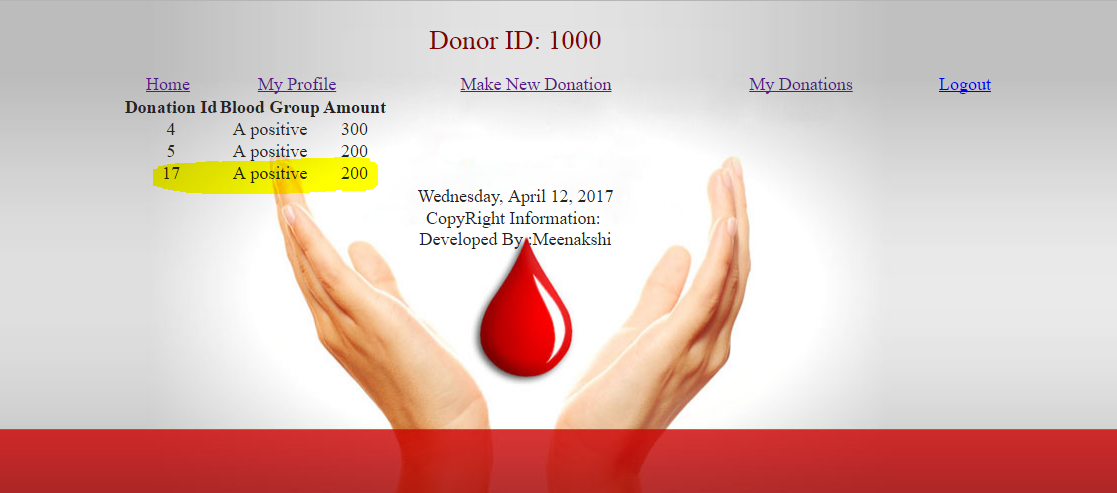 Donor ID: 1000
Home My Profile Make New Donation My Donations Logout
Donation Id Blood Group Amount
4 A positive 300
5 A positive 200
17 A positive 200
Wednesday, April 12, 2017
CopyRight Information:
Developed By :Meenakshi